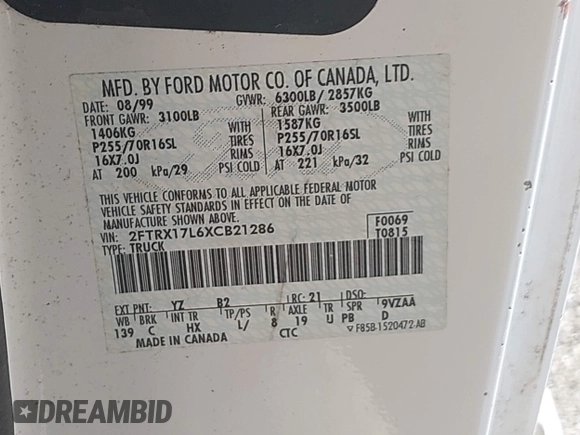 MFD. BY FORD MOTOR CO. OF CANADA, LTD.
DATE: 08/99 GVWR: 6300LB/ 2857KG
FRONT GAWR: 3100LB REAR GAWR: 3500LB
1406KG WITH 1587KG WITH
P255/70R16SL TIRES P255/70R16SL TIRES
16X7.0J RIMS 16X7.0J RIMS
AT 200 kPa/29 PSI COLD AT 221 kPa/32 PSI COLD
THIS VEHICLE CONFORMS TO ALL APPLICABLE FEDERAL MOTOR
VEHICLE SAFETY STANDARDS IN EFFECT ON THE DATE OF
MANUFACTURE SHOWN ABOVE.
VEH. IDENT. NO.: 2FTRX17L6XCB21286 F0069
TYPE: TRUCK T0815
EXT PNT: YZ B2 RC: 21 DSO:
WB BRK INT TR TP/PS R AXLE TR SPR 9VZAA
139 C HX L/ 8 19 U PB D
MADE IN CANADA CTC F85B-1520472-AB
DREAMBID